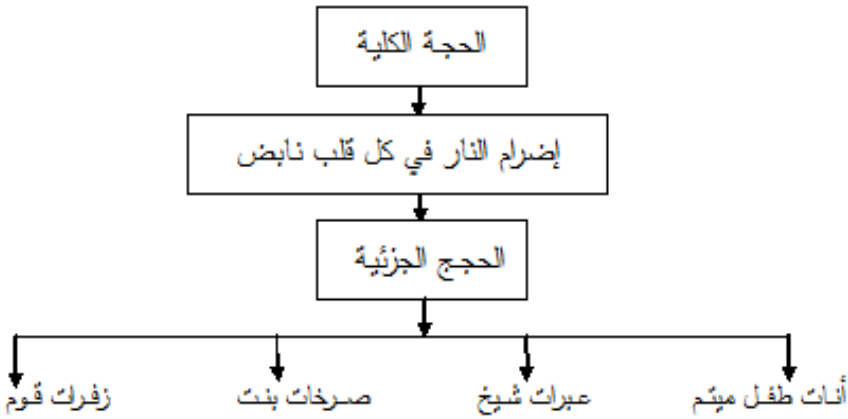 الحجة الكلية
إضرام النار في كل قلب نابض
الحجج الجزئية
أنات طفل ميتم
عبرات شيخ
صرخات بنت
زفرات قوم